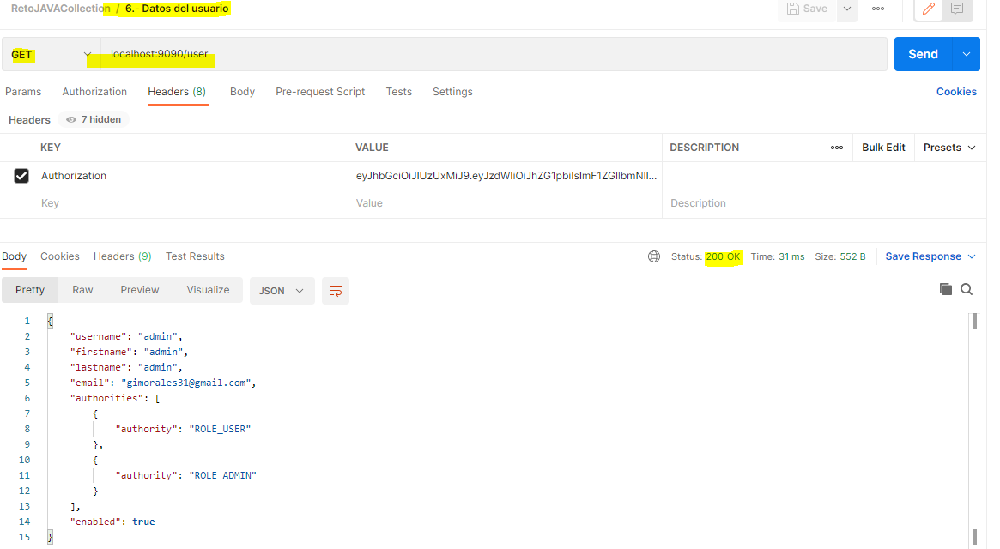 RetoJAVACollection / 6.- Datos del usuario
Save
GET
localhost:9090/user
Send
Params Authorization Headers (8) Body Pre-request Script Tests Settings Cookies
Headers 7 hidden
KEY VALUE DESCRIPTION Bulk Edit Presets
Authorization
Key Value Description
Body Cookies Headers (9) Test Results Status: 200 OK Time: 31 ms Size: 552 B Save Response
Pretty Raw Preview Visualize JSON
1 {
2 "username": "admin",
3 "firstname": "admin",
4 "lastname": "admin",
5 "email": "gimorales31@gmail.com",
6 "authorities": [
7 {
8 "authority": "ROLE_USER"
9 },
10 {
11 "authority": "ROLE_ADMIN"
12 }
13 ],
14 "enabled": true
15 }